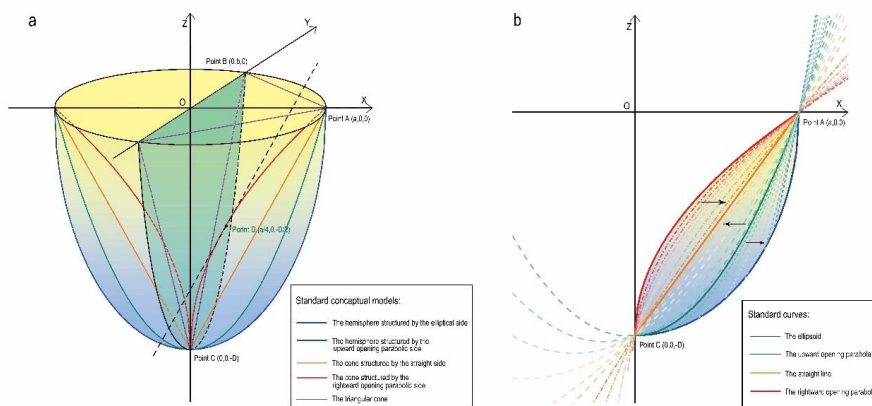 a
Z
Y
Point B (0,b,0)
O
X
Point A (a,0,0)
Point D (a/4,0,-D/2)
Point C (0,0,-D)
Standard conceptual models:
The hemisphere structured by the elliptical side
The hemisphere structured by the
upward opening parabolic side
The cone structured by the straight side
The cone structured by the
rightward opening parabolic side
The triangular cone
b
Z
O
X
Point A (a,0,0)
Point C (0,0,-D)
Standard curves:
The ellipsoid
The upward opening parabola
The straight line
The rightward opening parabol